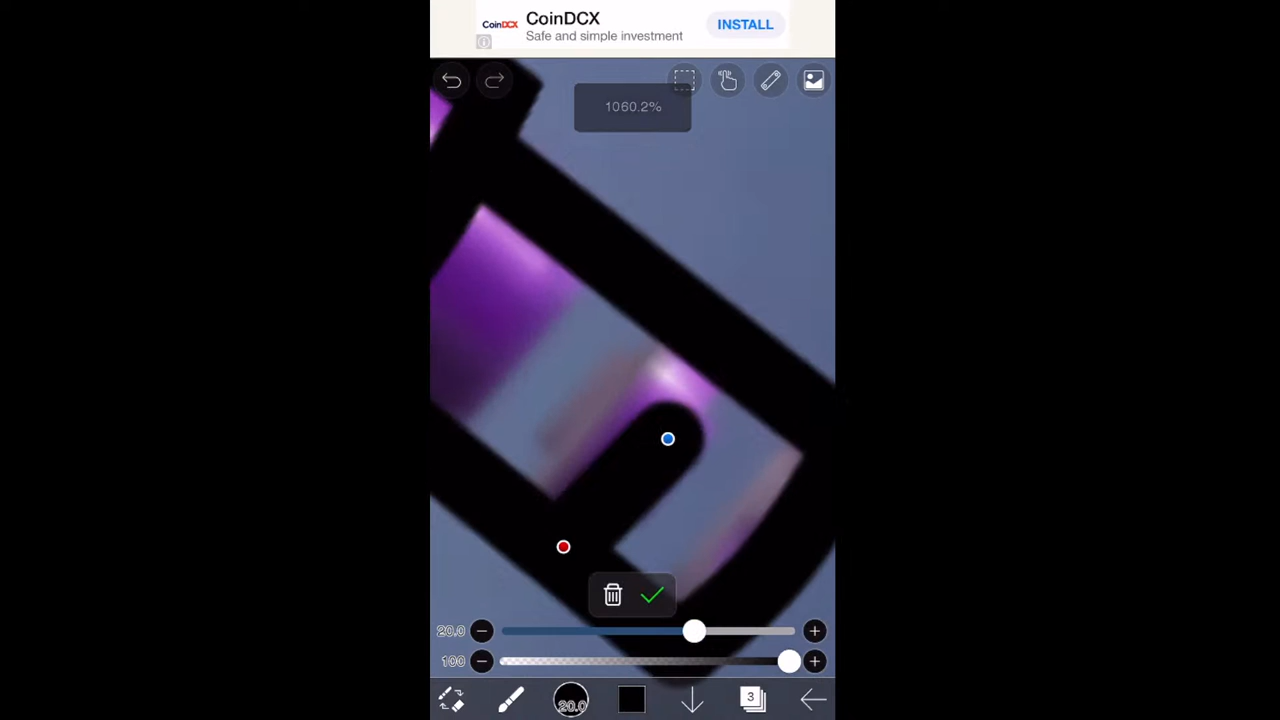 CoinDCX
CoinDCX
Safe and simple investment
INSTALL
1060.2%
20.0
100
20.0
3